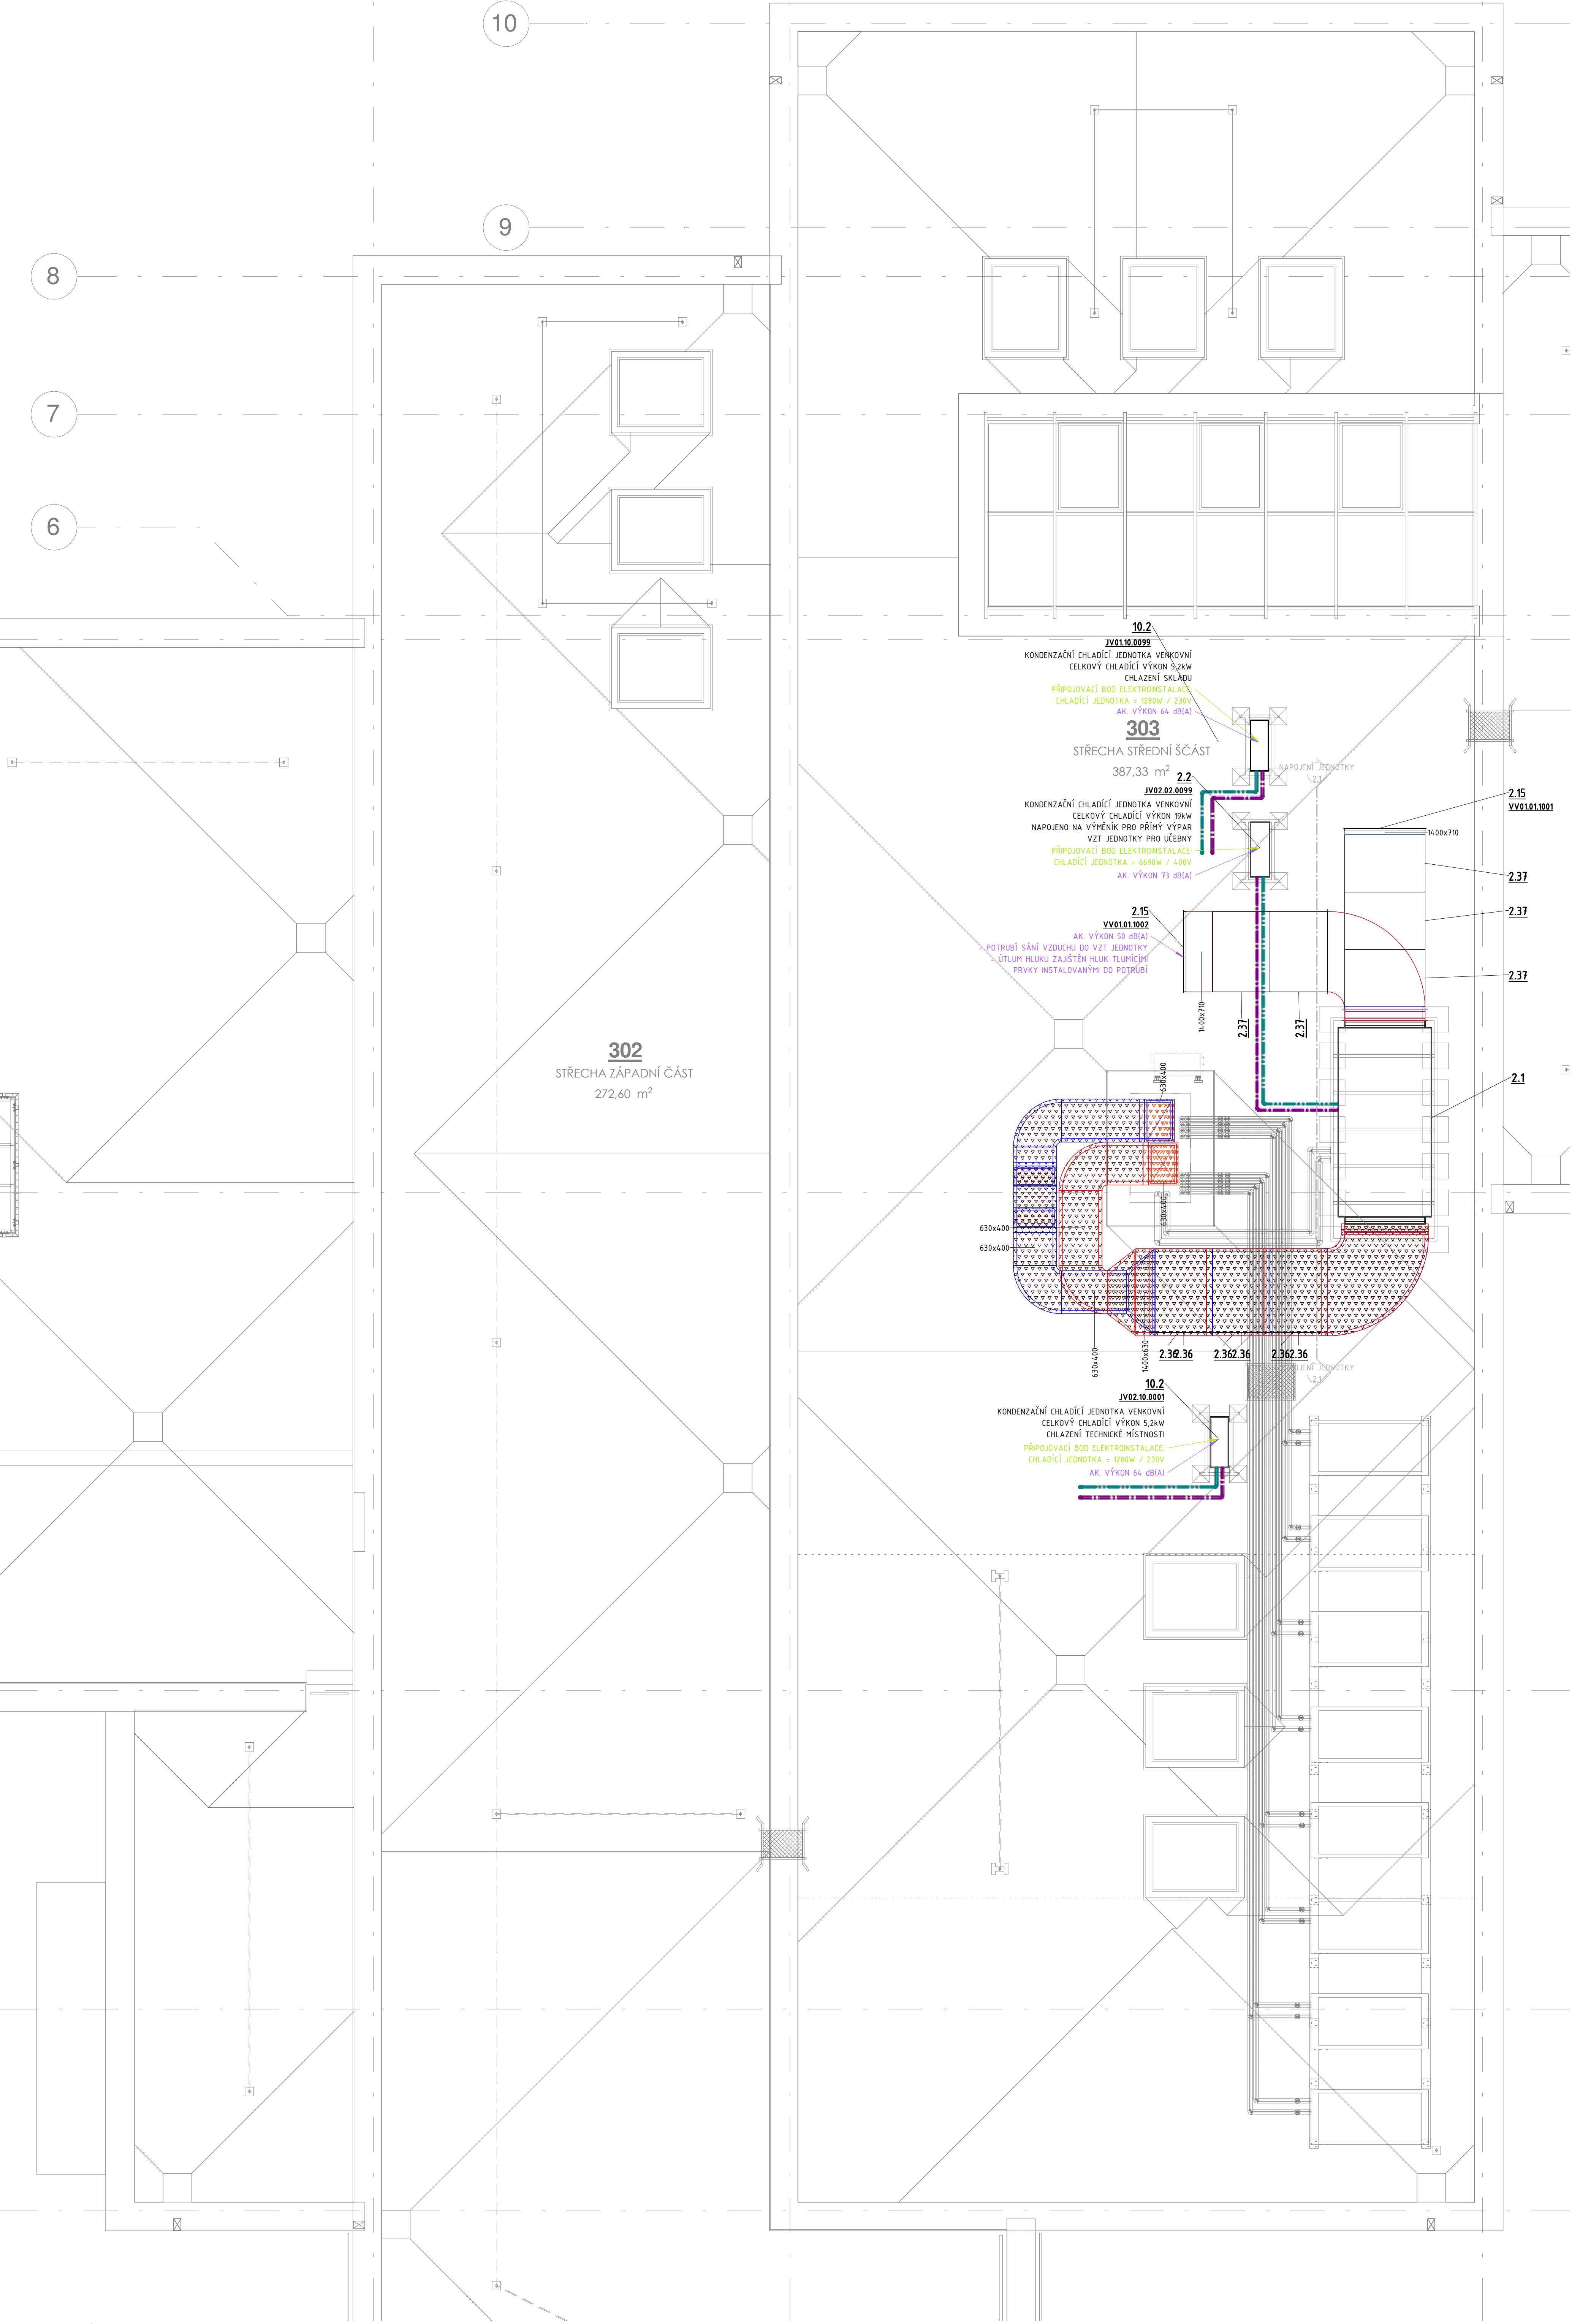 10
9
8
7
6
10.2
JV01.10.0099
KONDENZAČNÍ CHLADÍCÍ JEDNOTKA VENKOVNÍ
CELKOVÝ CHLADÍCÍ VÝKON 5,2kW
CHLAZENÍ SKLADU
PŘIPOJOVACÍ BOD ELEKTROINSTALACE:
CHLADÍCÍ JEDNOTKA = 1280W / 230V
AK. VÝKON 64 dB(A)
303
STŘECHA STŘEDNÍ ŠČÁST
387,33 m²
NAPOJENÍ JEDNOTKY
2.1
2.2
JV02.02.0099
KONDENZAČNÍ CHLADÍCÍ JEDNOTKA VENKOVNÍ
CELKOVÝ CHLADÍCÍ VÝKON 19kW
NAPOJENO NA VÝMĚNÍK PRO PŘÍMÝ VÝPAR
VZT JEDNOTKY PRO UČEBNY
PŘIPOJOVACÍ BOD ELEKTROINSTALACE:
CHLADÍCÍ JEDNOTKA = 6690W / 400V
AK. VÝKON 73 dB(A)
2.15
VV01.01.1001
1400x710
2.37
2.37
2.37
2.15
VV01.01.1002
AK. VÝKON 50 dB(A)
- POTRUBÍ SÁNÍ VZDUCHU DO VZT JEDNOTKY
- ÚTLUM HLUKU ZAJIŠTĚN HLUK TLUMÍCÍMI
PRVKY INSTALOVANÝMI DO POTRUBÍ
1400x710
2.37
2.37
2.1
302
STŘECHA ZÁPADNÍ ČÁST
272,60 m²
630x400
630x400
630x400
630x400
630x400
1400x630
2.36
2.36
2.36
2.36
2.36
2.36
JENÍ JEDNOTKY
2.1
10.2
JV02.10.0001
KONDENZAČNÍ CHLADÍCÍ JEDNOTKA VENKOVNÍ
CELKOVÝ CHLADÍCÍ VÝKON 5,2kW
CHLAZENÍ TECHNICKÉ MÍSTNOSTI
PŘIPOJOVACÍ BOD ELEKTROINSTALACE:
CHLADÍCÍ JEDNOTKA = 1280W / 230V
AK. VÝKON 64 dB(A)